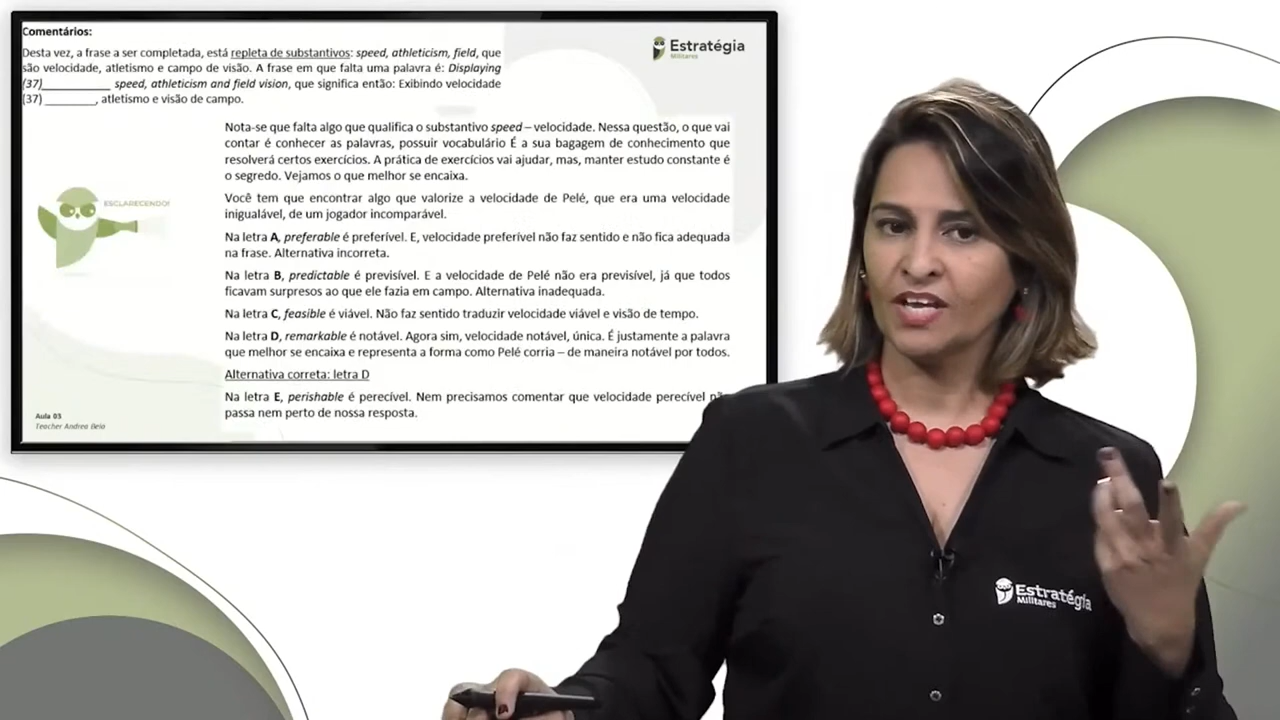 Comentários:
Desta vez, a frase a ser completada, está repleta de substantivos: speed, athleticism, field, que
são velocidade, atletismo e campo de visão. A frase em que falta uma palavra é: Displaying
(37)__________ speed, athleticism and field vision, que significa então: Exibindo velocidade
(37) ________, atletismo e visão de campo.
Estratégia
Militares
Nota-se que falta algo que qualifica o substantivo speed – velocidade. Nessa questão, o que vai
contar é conhecer as palavras, possuir vocabulário É a sua bagagem de conhecimento que
resolverá certos exercícios. A prática de exercícios vai ajudar, mas, manter estudo constante é
o segredo. Vejamos o que melhor se encaixa.
ESCLARECENDO!
Você tem que encontrar algo que valorize a velocidade de Pelé, que era uma velocidade
inigualável, de um jogador incomparável.
Na letra A, preferable é preferível. E, velocidade preferível não faz sentido e não fica adequada
na frase. Alternativa incorreta.
Na letra B, predictable é previsível. E a velocidade de Pelé não era previsível, já que todos
ficavam surpresos ao que ele fazia em campo. Alternativa inadequada.
Na letra C, feasible é viável. Não faz sentido traduzir velocidade viável e visão de tempo.
Na letra D, remarkable é notável. Agora sim, velocidade notável, única. É justamente a palavra
que melhor se encaixa e representa a forma como Pelé corria – de maneira notável por todos.
Alternativa correta: letra D
Na letra E, perishable é perecível. Nem precisamos comentar que velocidade perecível
passa nem perto de nossa resposta.
Aula 03
Teacher Andrea Belo
Estratégia
Militares